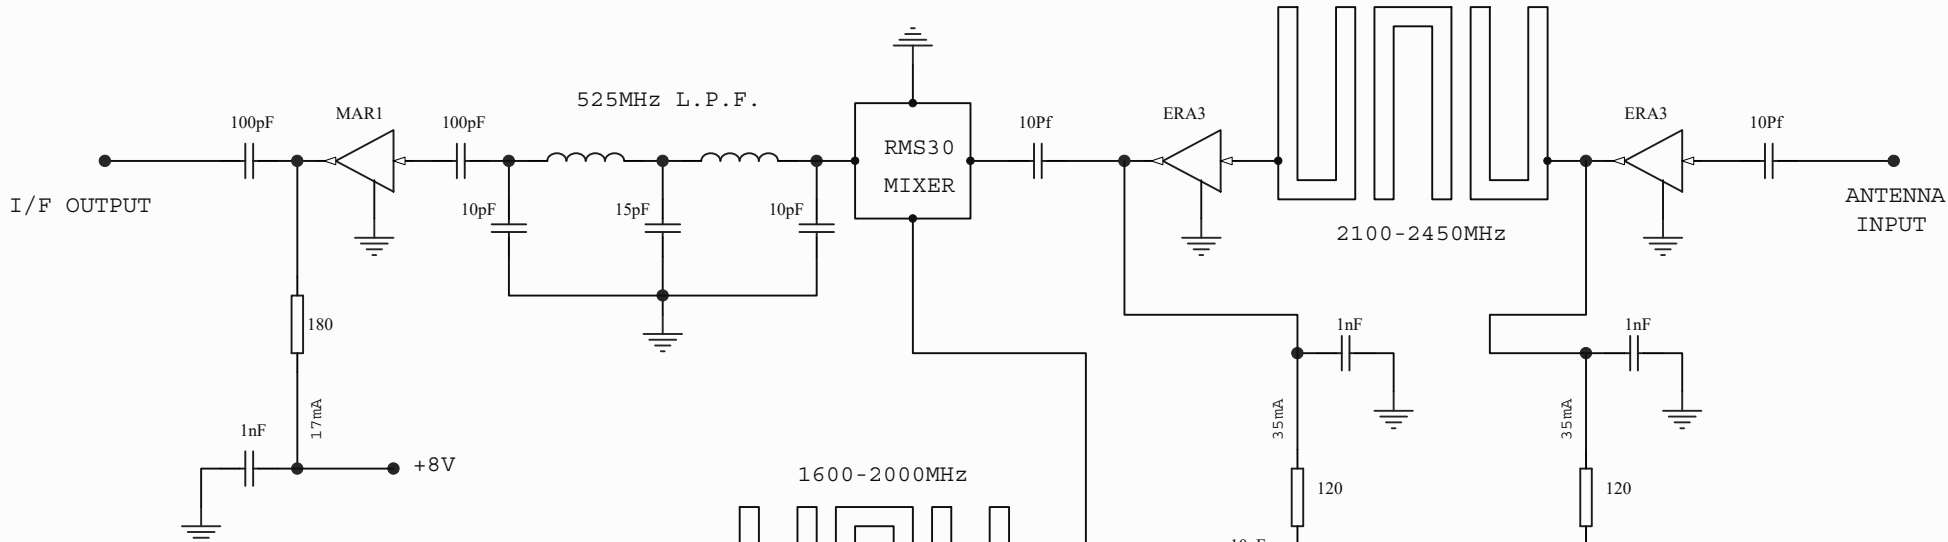 525MHz L.P.F.
100pF
MAR1
100pF
RMS30
MIXER
10Pf
ERA3
ERA3
10Pf
I/F OUTPUT
10pF
15pF
10pF
2100-2450MHz
ANTENNA
INPUT
180
1nF
1nF
17mA
35mA
35mA
1nF
+8V
1600-2000MHz
120
120